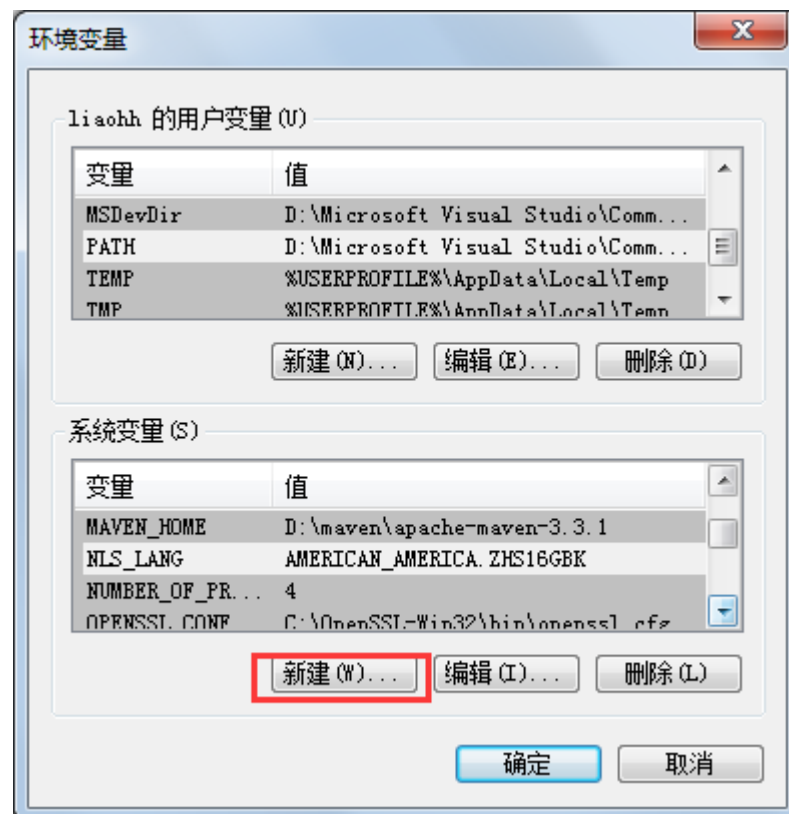 环境变量
liaohh 的用户变量(U)
变量 值
MSDevDir D:\Microsoft Visual Studio\Comm...
PATH D:\Microsoft Visual Studio\Comm...
TEMP %USERPROFILE%\AppData\Local\Temp
TMP %USERPROFILE%\AppData\Local\Temp
新建(N)... 编辑(E)... 删除(D)
系统变量(S)
变量 值
MAVEN_HOME D:\maven\apache-maven-3.3.1
NLS_LANG AMERICAN_AMERICA.ZHS16GBK
NUMBER_OF_PR... 4
OPENSSL_CONF C:\OpenSSL-Win32\bin\openssl.cfg
新建(W)... 编辑(I)... 删除(L)
确定 取消